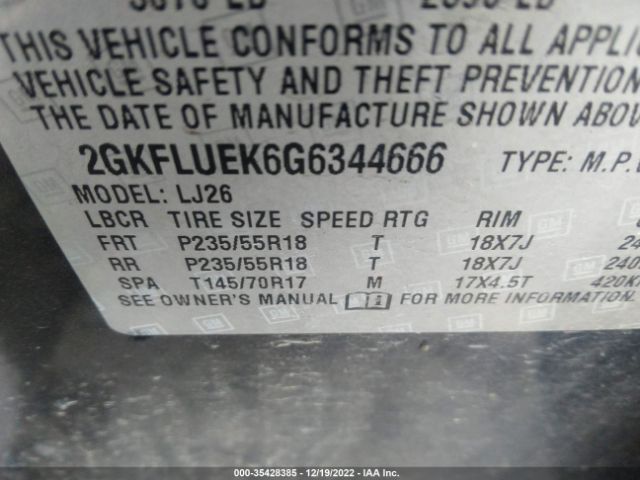 THIS VEHICLE CONFORMS TO ALL
VEHICLE SAFETY AND THEFT PREVENTION
THE DATE OF MANUFACTURE SHOWN ABOV
2GKFLUEK6G6344666 TYPE: M.P.
MODEL: LJ26
LBCR TIRE SIZE SPEED RTG RIM
FRT P235/55R18 T 18X7J 24
RR P235/55R18 T 18X7J 240
SPA T145/70R17 M 17X4.5T 420K
SEE OWNER'S MANUAL FOR MORE INFORMATION.
GM
000-35428385 | 12/19/2022 | IAA Inc.